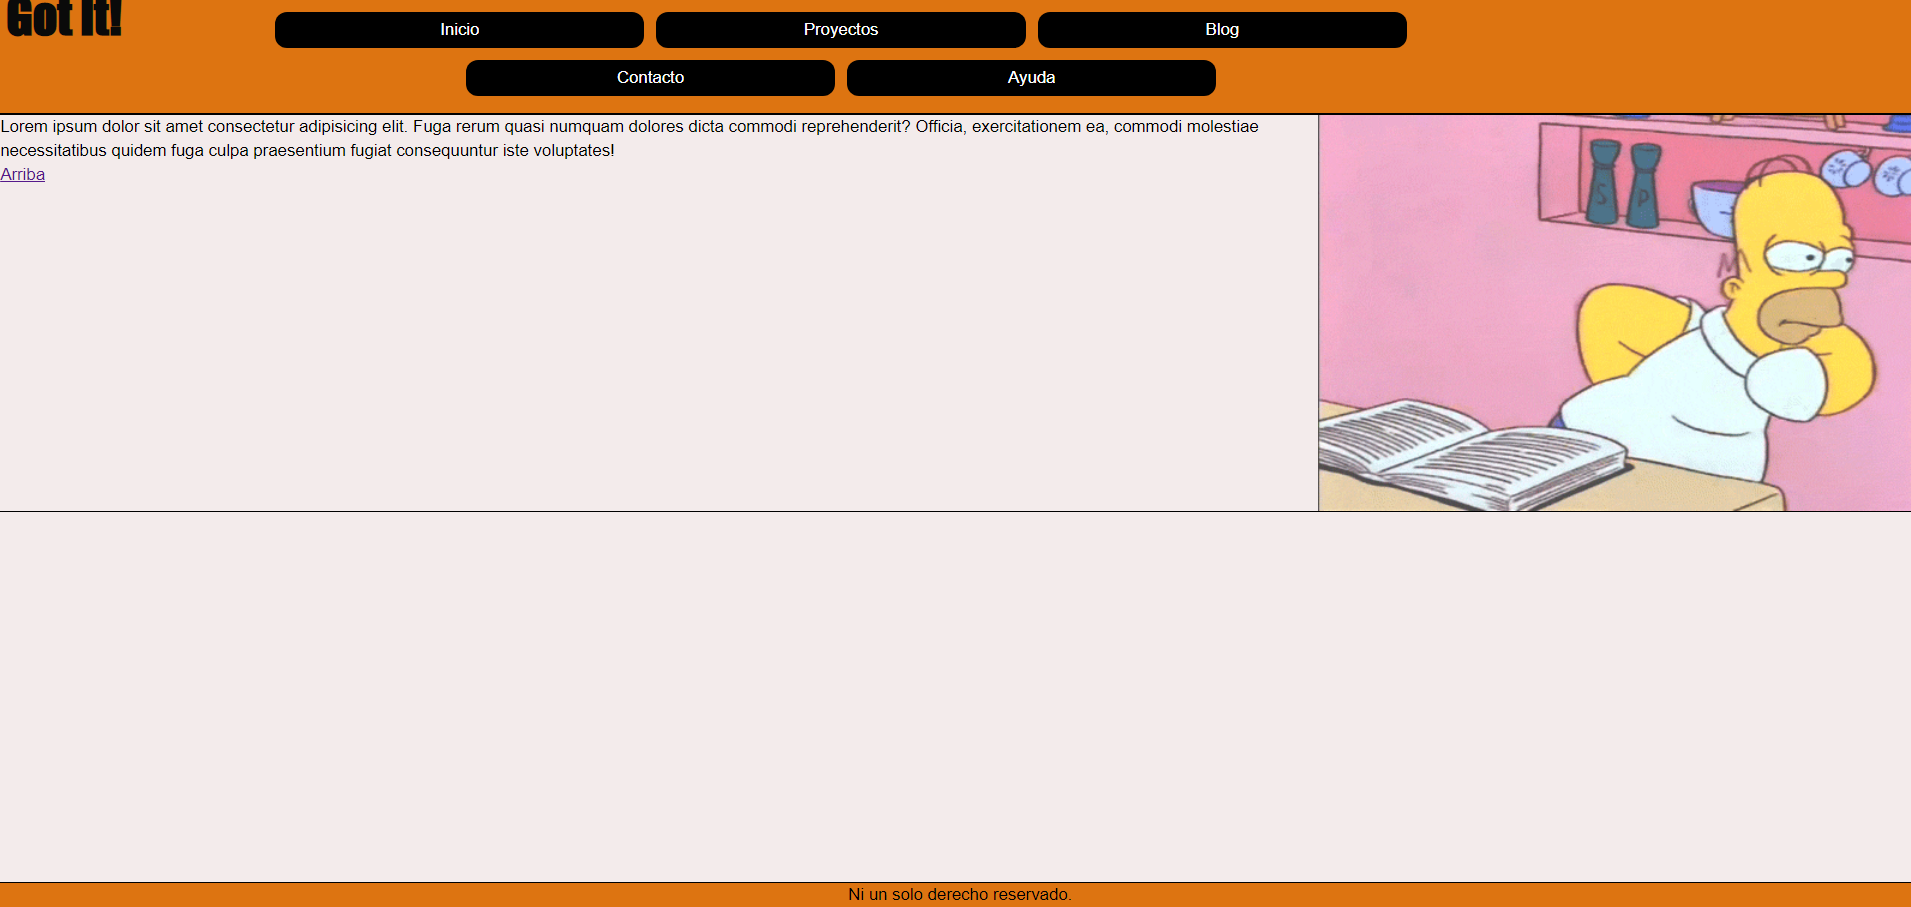 Got It!
Inicio
Proyectos
Blog
Contacto
Ayuda
Lorem ipsum dolor sit amet consectetur adipisicing elit. Fuga rerum quasi numquam dolores dicta commodi reprehenderit? Officia, exercitationem ea, commodi molestiae
necessitatibus quidem fuga culpa praesentium fugiat consequuntur iste voluptates!
Arriba
S
P
Ni un solo derecho reservado.